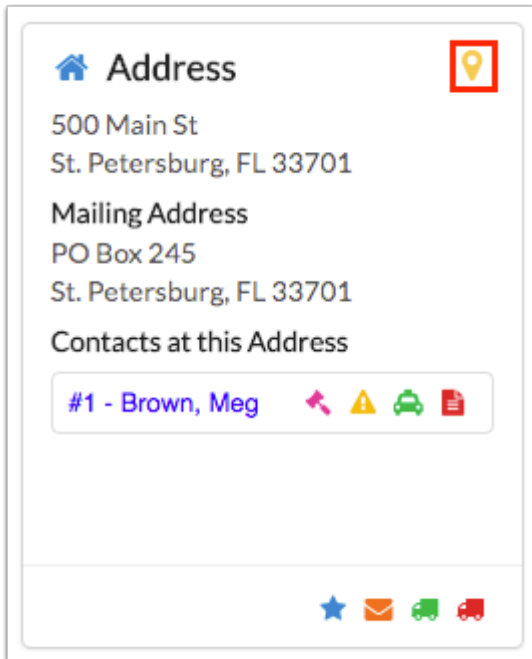 Address
500 Main St
St. Petersburg, FL 33701
Mailing Address
PO Box 245
St. Petersburg, FL 33701
Contacts at this Address
#1 - Brown, Meg